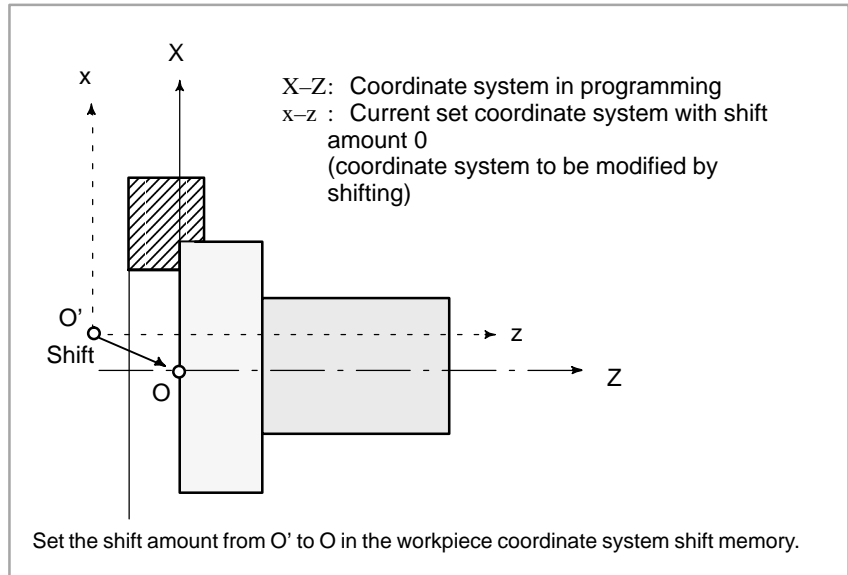 X
x
X–Z: Coordinate system in programming
x–z : Current set coordinate system with shift
amount 0
(coordinate system to be modified by
shifting)
O’
z
Shift
O
Z
Set the shift amount from O’ to O in the workpiece coordinate system shift memory.